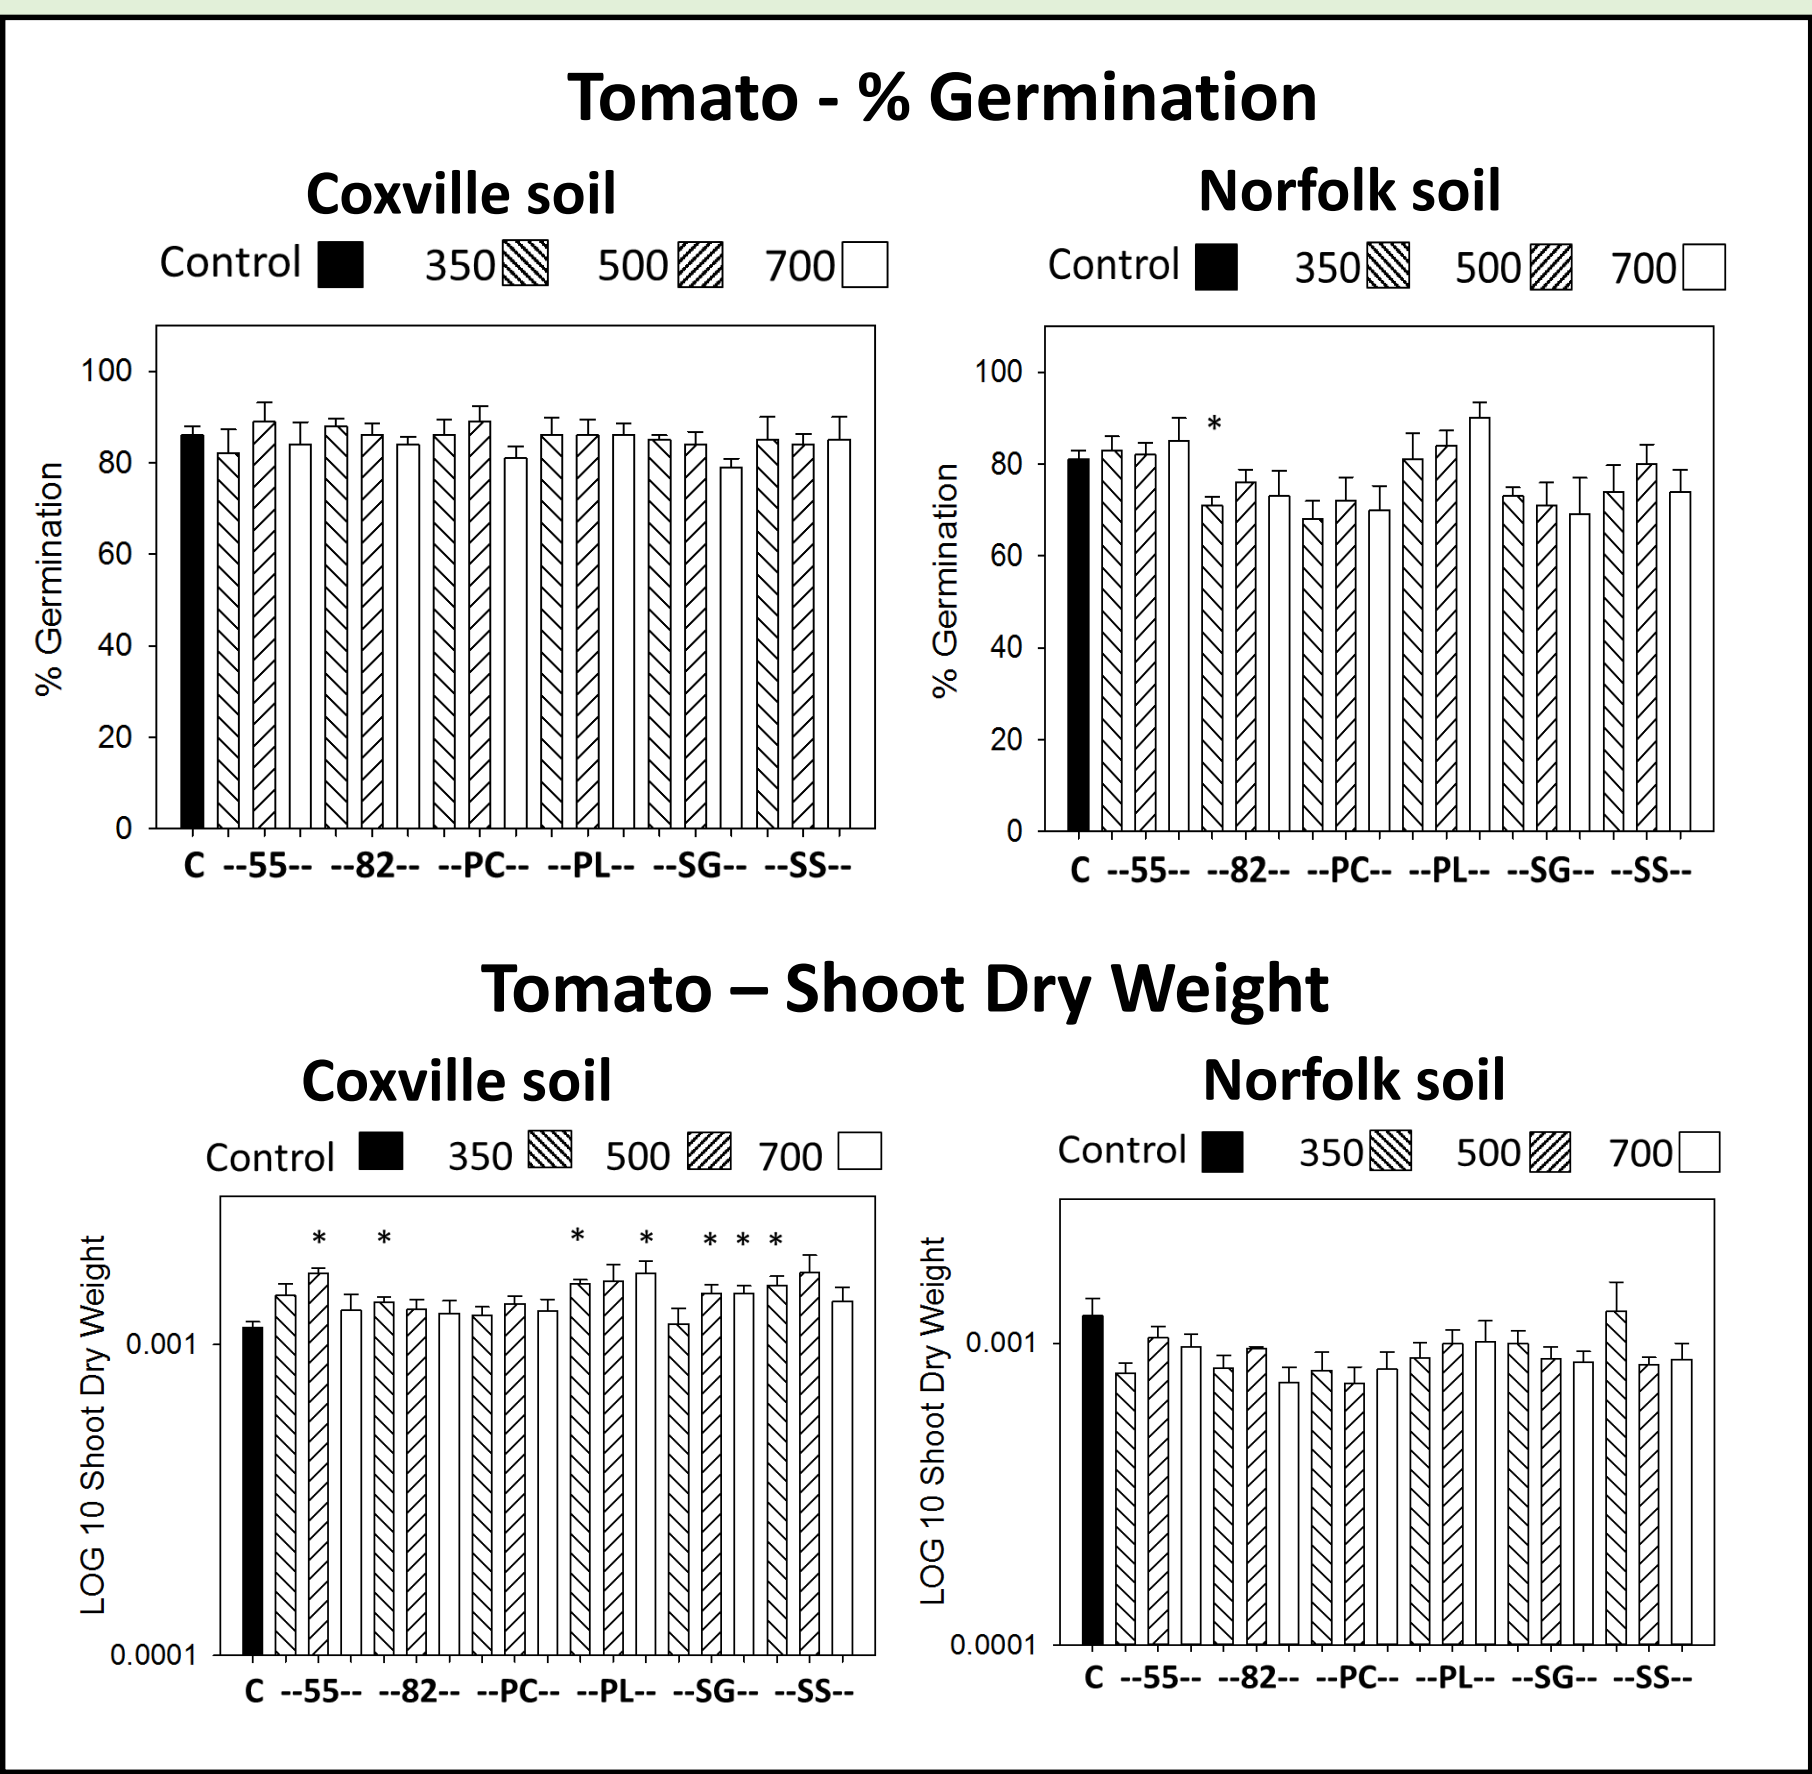 Tomato - % Germination
Coxville soil
Control 350 500 700
% Germination
100
80
60
40
20
0
C --55-- --82-- --PC-- --PL-- --SG-- --SS--
Norfolk soil
Control 350 500 700
% Germination
100
80
60
40
20
0
*
C --55-- --82-- --PC-- --PL-- --SG-- --SS--
Tomato – Shoot Dry Weight
Coxville soil
Control 350 500 700
LOG 10 Shoot Dry Weight
* * * * * * *
0.001
0.0001
C --55-- --82-- --PC-- --PL-- --SG-- --SS--
Norfolk soil
Control 350 500 700
LOG 10 Shoot Dry Weight
0.001
0.0001
C --55-- --82-- --PC-- --PL-- --SG-- --SS--